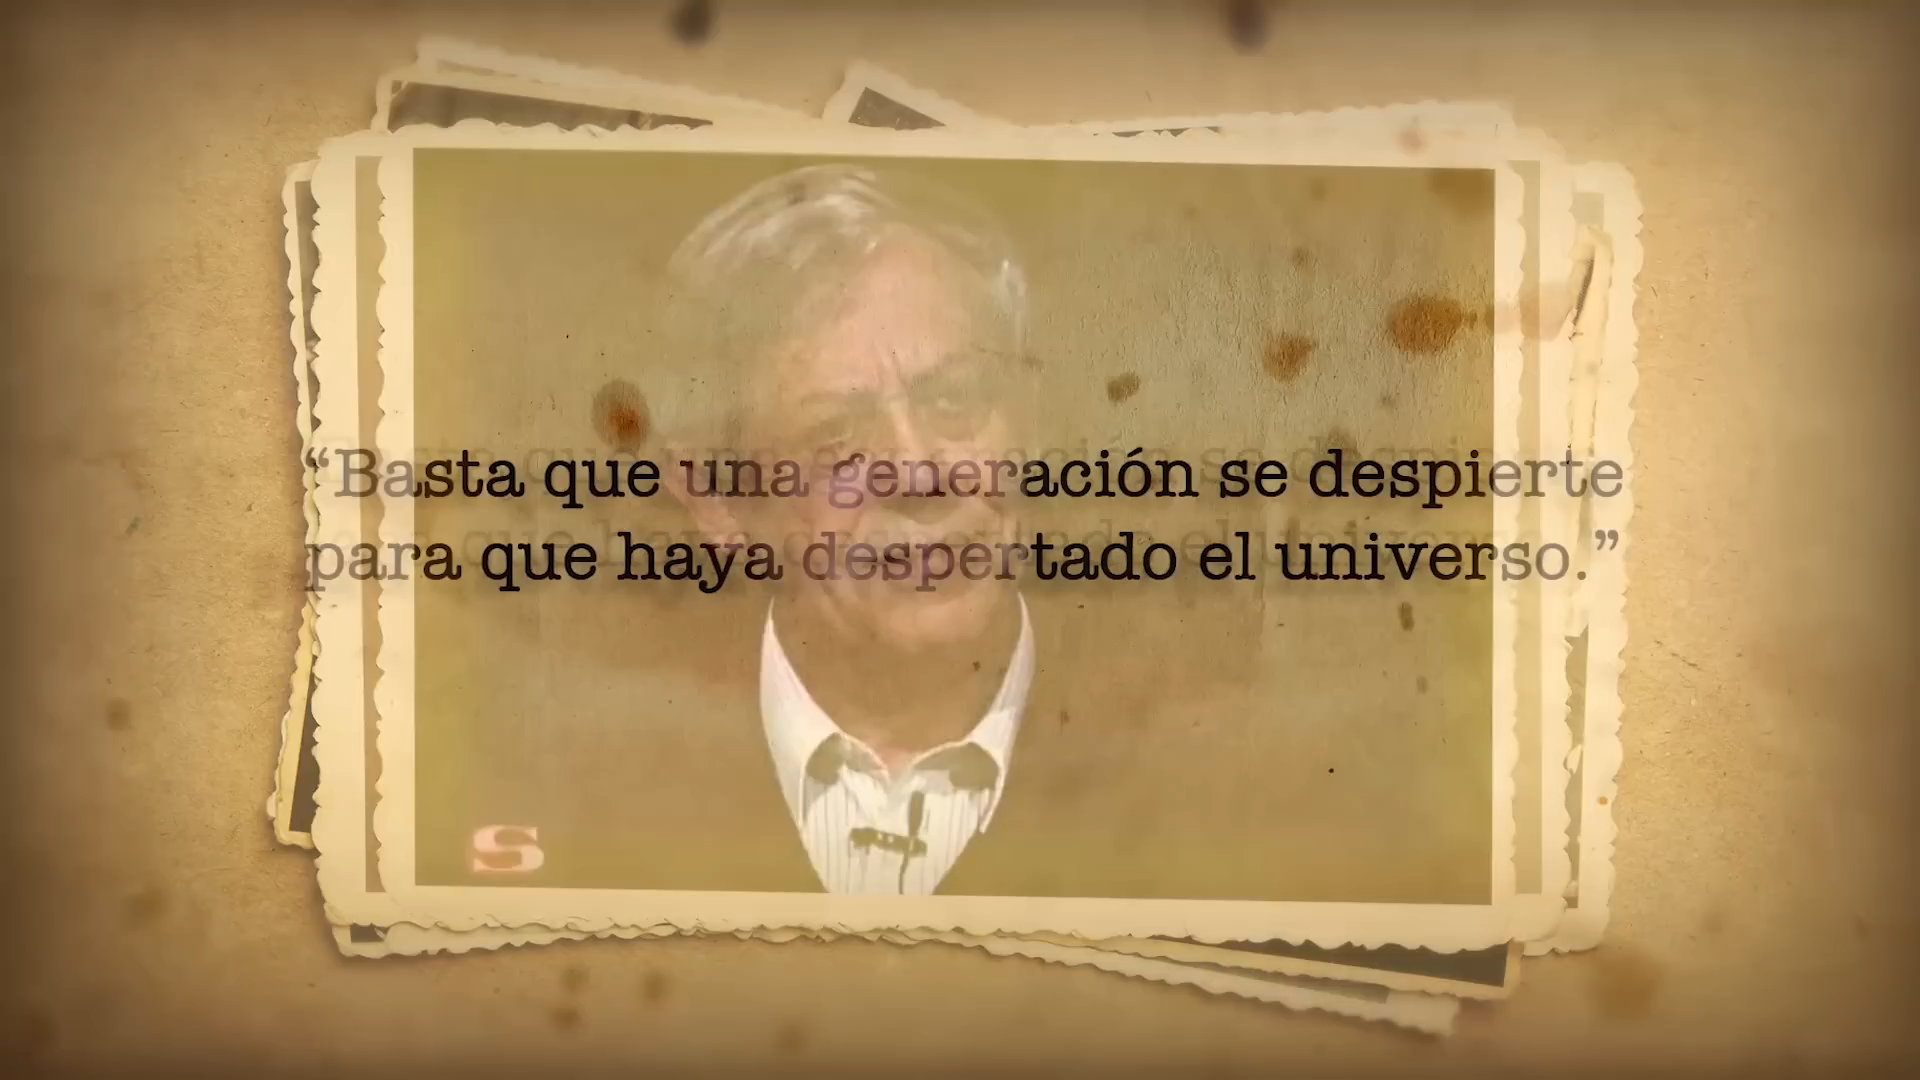 “Basta que una generación se despierte
para que haya despertado el universo.”
S